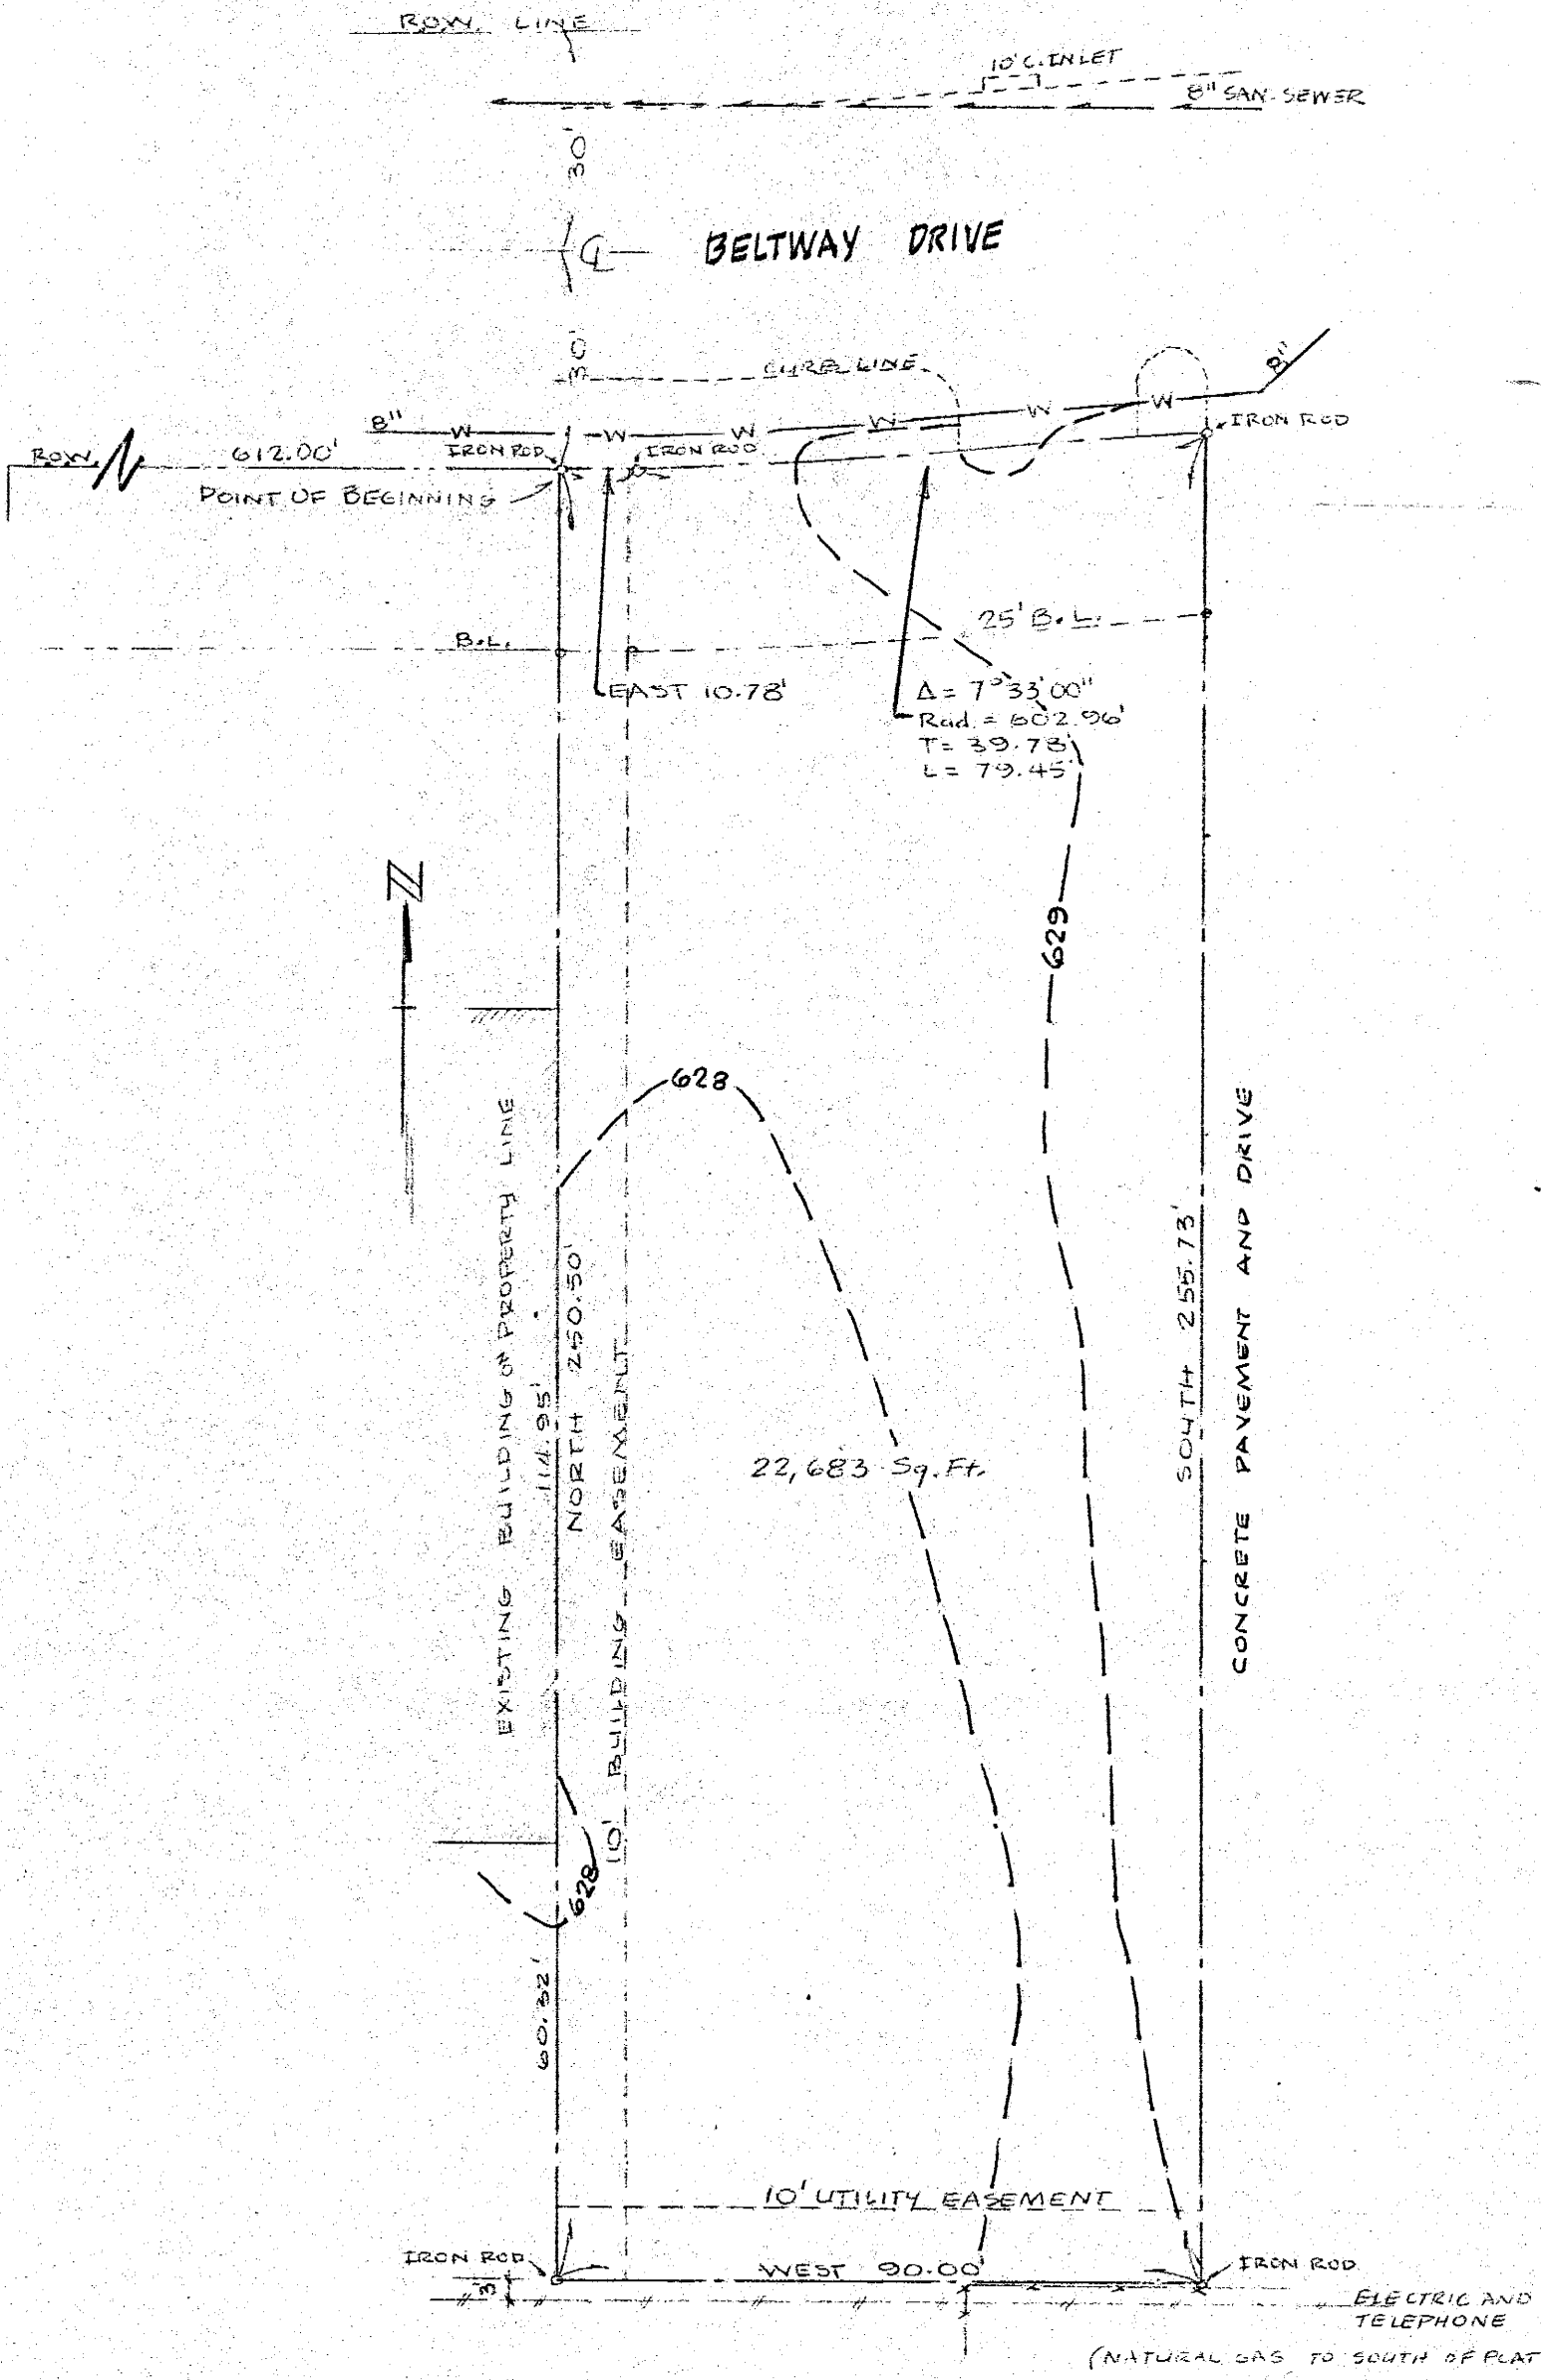 ROW. LINE
10' C. INLET
8" SAN. SEWER
30'
℄ BELTWAY DRIVE
30'
CURB LINE
8"
8"
W W W W W W
IRON ROD
ROW.
612.00'
IRON ROD
IRON ROD
POINT OF BEGINNING
25' B.L.
B.L.
EAST 10.78'
Δ = 7°33'00"
Rad. = 602.96'
T = 39.78'
L = 79.45'
N
629
628
EXISTING BUILDING ON PROPERTY LINE
114.95'
NORTH 250.50'
10' BUILDING EASEMENT
SOUTH 255.73'
CONCRETE PAVEMENT AND DRIVE
22,683 Sq. Ft.
628
60.32'
10' UTILITY EASEMENT
IRON ROD
WEST 90.00'
IRON ROD
3'
ELECTRIC AND
TELEPHONE
(NATURAL GAS TO SOUTH OF PLAT